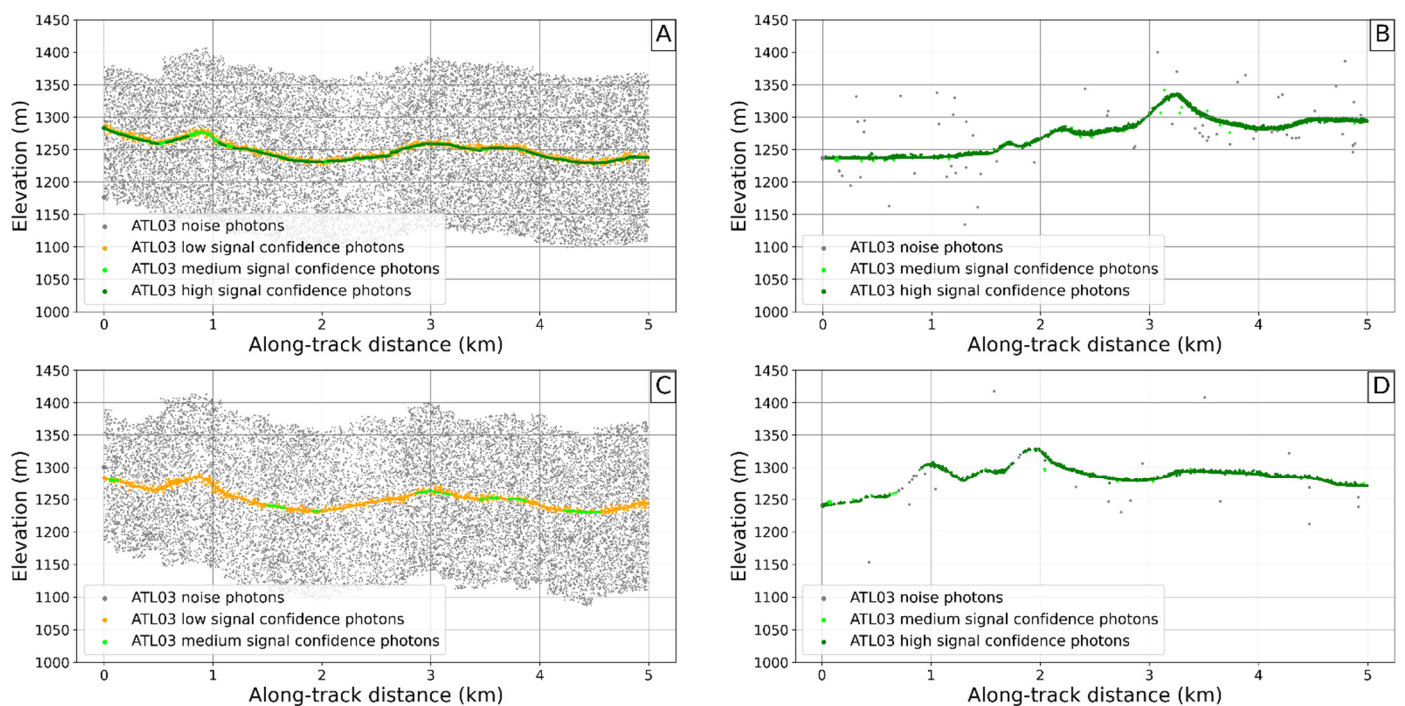 A
Elevation (m)
1450
1400
1350
1300
1250
1200
1150
1100
1050
1000
ATL03 noise photons
ATL03 low signal confidence photons
ATL03 medium signal confidence photons
ATL03 high signal confidence photons
0 1 2 3 4 5
Along-track distance (km)
B
Elevation (m)
1450
1400
1350
1300
1250
1200
1150
1100
1050
1000
ATL03 noise photons
ATL03 medium signal confidence photons
ATL03 high signal confidence photons
0 1 2 3 4 5
Along-track distance (km)
C
Elevation (m)
1450
1400
1350
1300
1250
1200
1150
1100
1050
1000
ATL03 noise photons
ATL03 low signal confidence photons
ATL03 medium signal confidence photons
0 1 2 3 4 5
Along-track distance (km)
D
Elevation (m)
1450
1400
1350
1300
1250
1200
1150
1100
1050
1000
ATL03 noise photons
ATL03 medium signal confidence photons
ATL03 high signal confidence photons
0 1 2 3 4 5
Along-track distance (km)